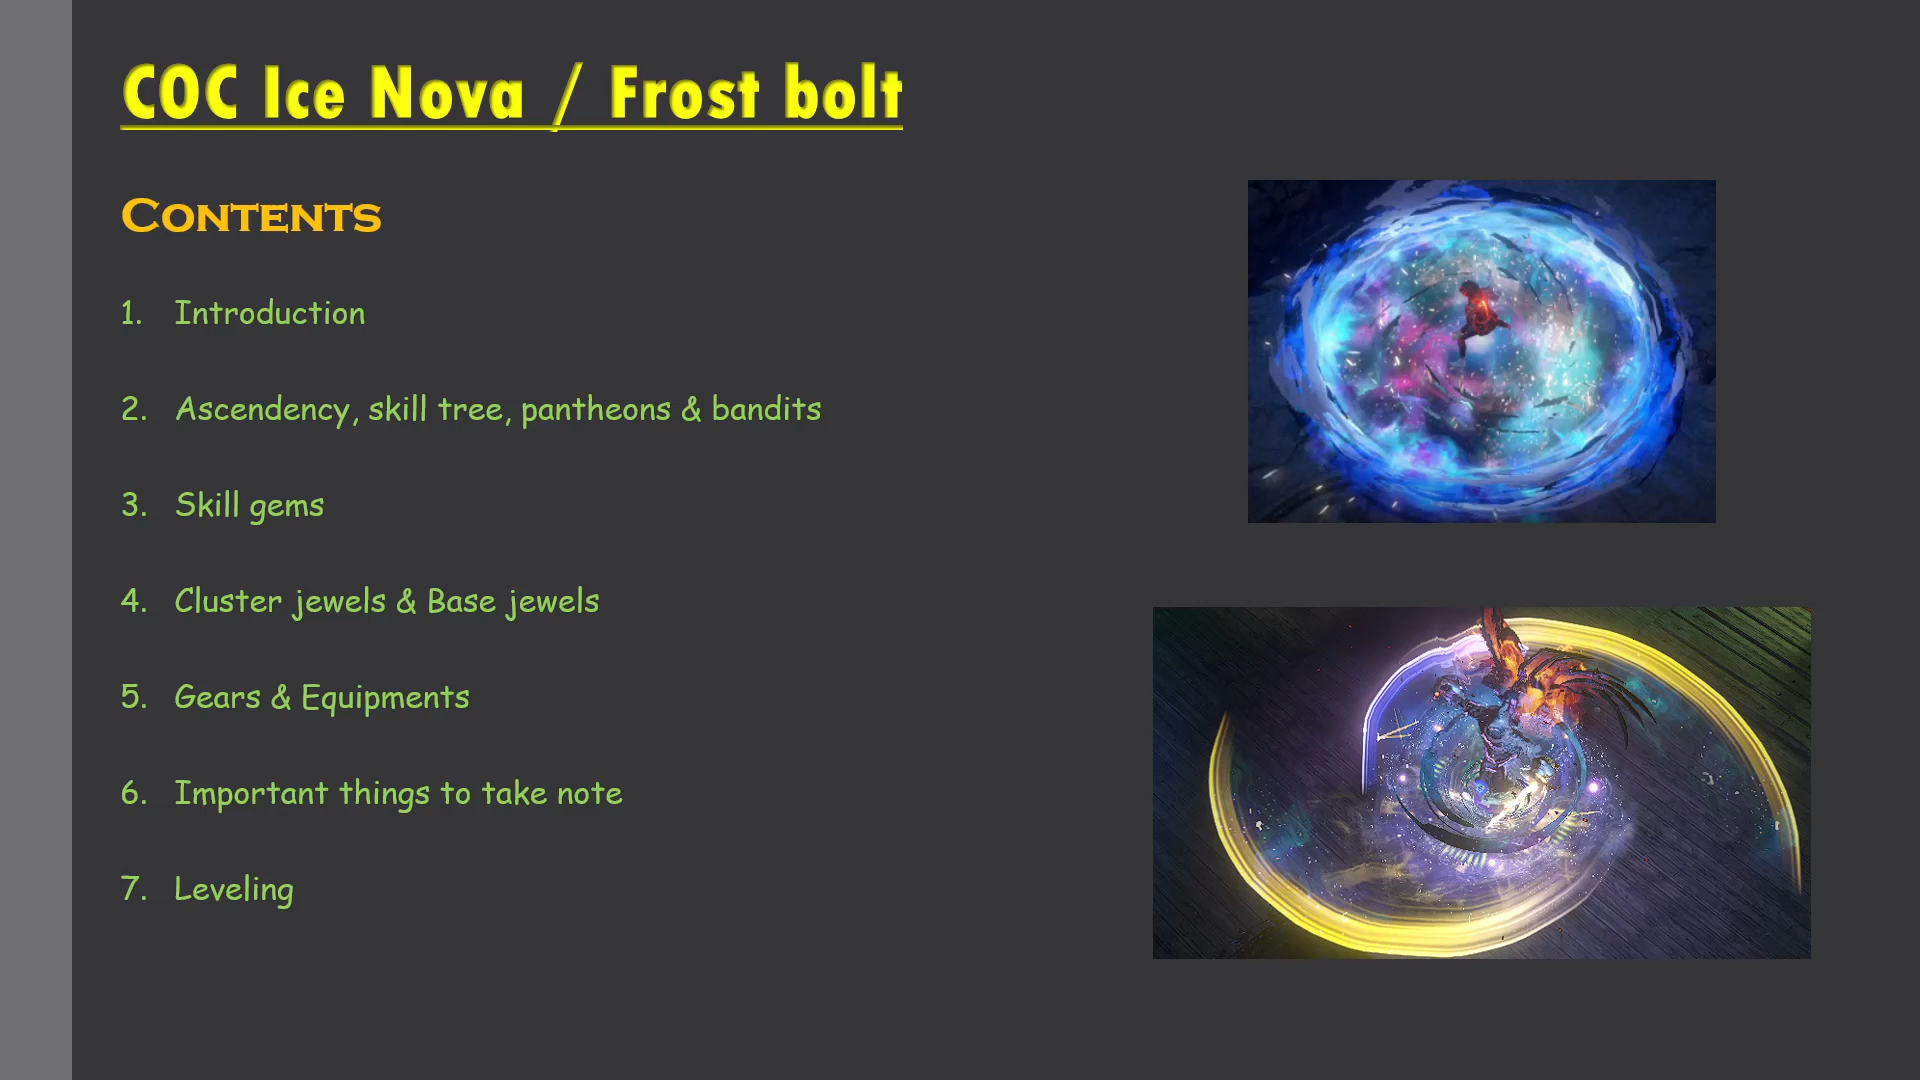 COC Ice Nova / Frost bolt
Contents
1. Introduction
2. Ascendency, skill tree, pantheons & bandits
3. Skill gems
4. Cluster jewels & Base jewels
5. Gears & Equipments
6. Important things to take note
7. Leveling